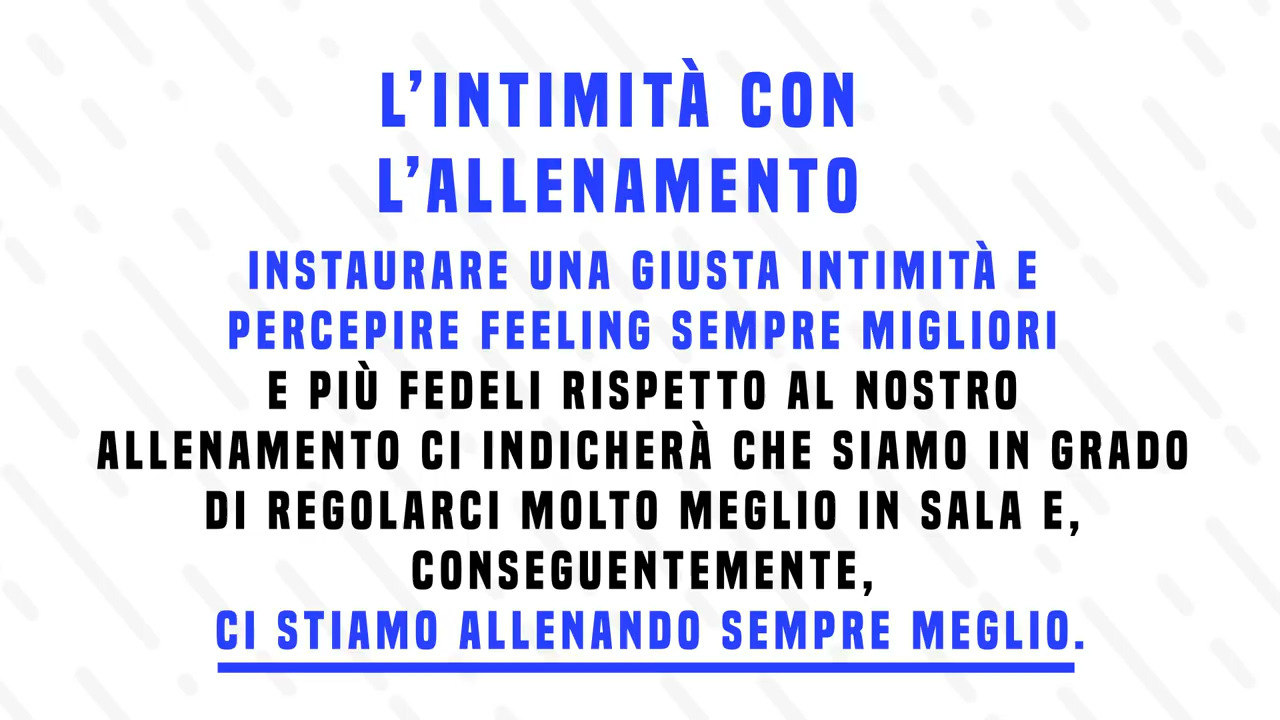 L'INTIMITÀ CON
L'ALLENAMENTO
INSTAURARE UNA GIUSTA INTIMITÀ E
PERCEPIRE FEELING SEMPRE MIGLIORI
E PIÙ FEDELI RISPETTO AL NOSTRO
ALLENAMENTO CI INDICHERÀ CHE SIAMO IN GRADO
DI REGOLARCI MOLTO MEGLIO IN SALA E,
CONSEGUENTEMENTE,
CI STIAMO ALLENANDO SEMPRE MEGLIO.